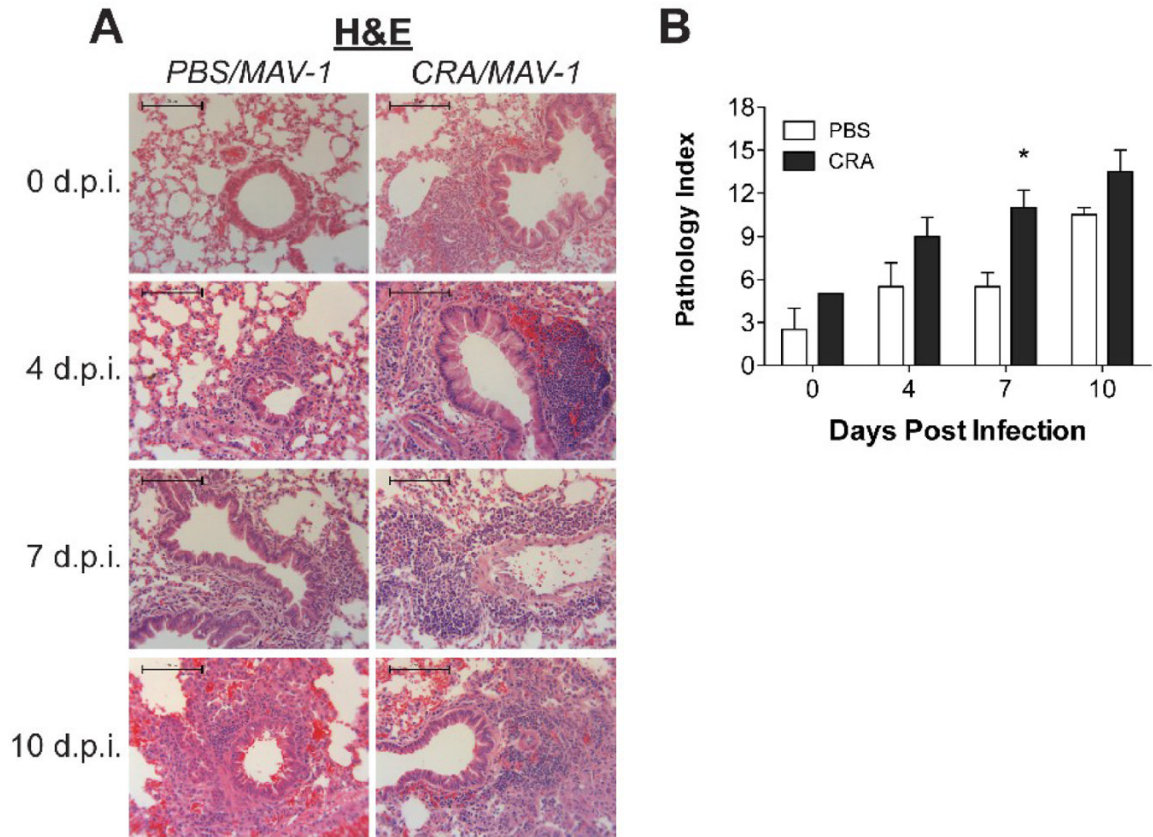 A
H&E
PBS/MAV-1 CRA/MAV-1
0 d.p.i.
4 d.p.i.
7 d.p.i.
10 d.p.i.
B
18
15
12
9
6
3
0
Pathology Index
PBS
CRA
*
0 4 7 10
Days Post Infection